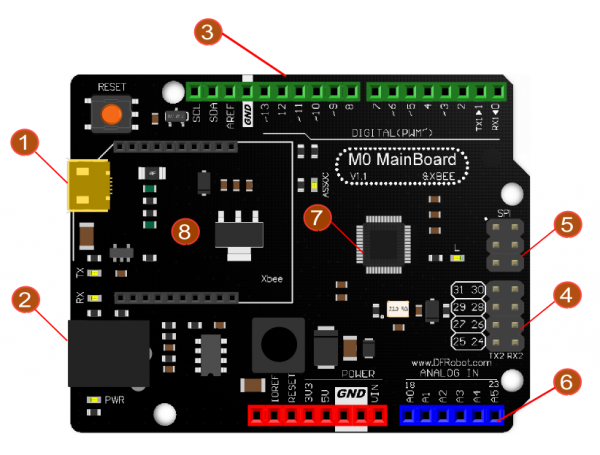 3
RESET
SCL
SDA
AREF
GND
~13
12
~11
~10
~9
8
7
~6
~5
4
~3
2
TX1►1
RX1◄0
DIGITAL(PWM~)
1
M0 MainBoard
V1.1 &XBEE
ASSOC
SPI
5
7
8
L
Xbee
TX
RX
2
31 30
29 28
27 26
25 24
4
TX2 RX2
www.DFRobot.com
ANALOG IN
POWER
IOREF
RESET
3V3
5V
GND
VIN
18
23
A0
A1
A2
A3
A4
A5
6
PWR